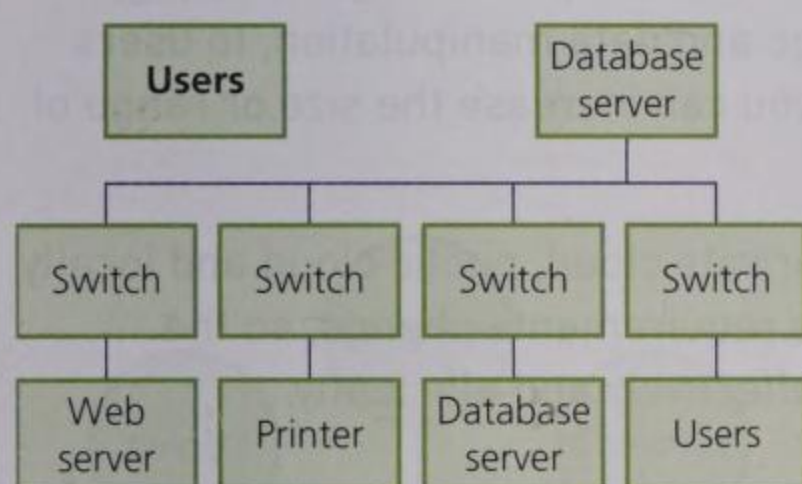 Users
Database
server
Switch
Switch
Switch
Switch
Web
server
Printer
Database
server
Users